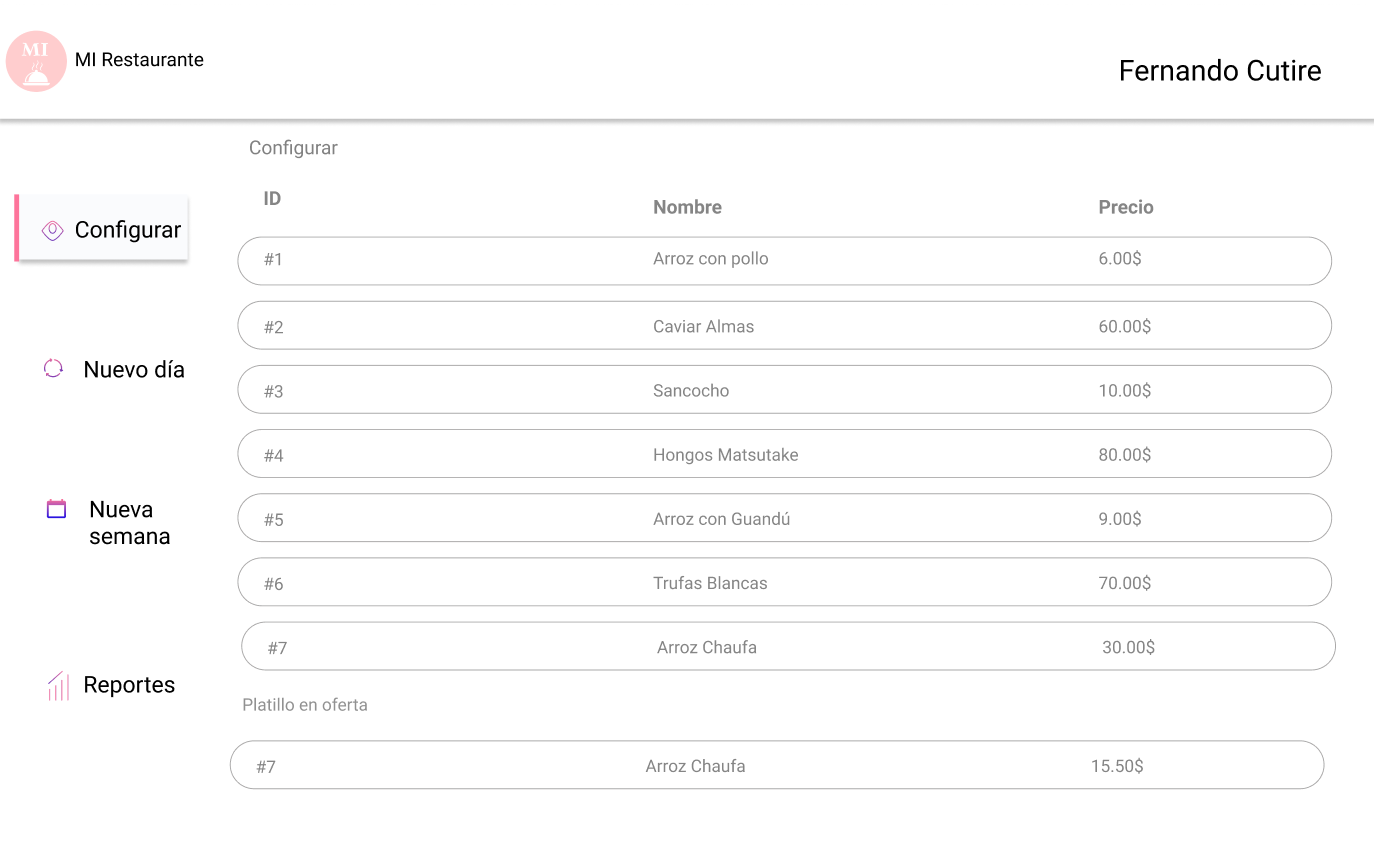 MI
MI Restaurante
Fernando Cutire
Configurar
Nuevo día
Nueva
semana
Reportes
Configurar
ID Nombre Precio
#1 Arroz con pollo 6.00$
#2 Caviar Almas 60.00$
#3 Sancocho 10.00$
#4 Hongos Matsutake 80.00$
#5 Arroz con Guandú 9.00$
#6 Trufas Blancas 70.00$
#7 Arroz Chaufa 30.00$
Platillo en oferta
#7 Arroz Chaufa 15.50$